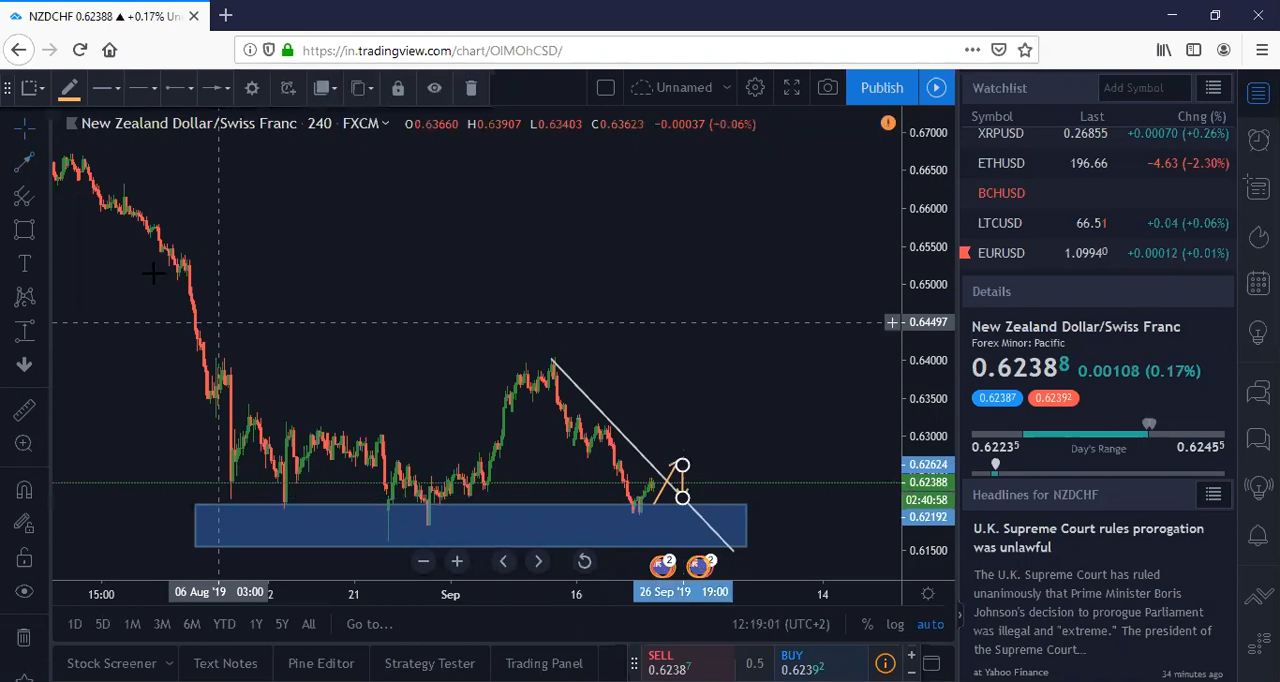 NZDCHF 0.62388 ▲ +0.17% Un
https://in.tradingview.com/chart/OIMOhCSD/
Unnamed
Publish
New Zealand Dollar/Swiss Franc · 240 · FXCM
O0.63660 H0.63907 L0.63403 C0.63623 -0.00037 (-0.06%)
0.67000
0.66500
0.66000
0.65500
0.65000
0.64497
0.64000
0.63500
0.63000
0.62624
0.62388
02:40:58
0.62192
0.61500
2
2
15:00
06 Aug '19 03:00
2
21
Sep
16
26 Sep '19 19:00
14
1D 5D 1M 3M 6M YTD 1Y 5Y All Go to...
12:19:01 (UTC+2) % log auto
Stock Screener Text Notes Pine Editor Strategy Tester Trading Panel
SELL
0.62387
0.5
BUY
0.62392
Watchlist
Add Symbol
Symbol Last Chng (%)
XRPUSD 0.26855 +0.00070 (+0.26%)
ETHUSD 196.66 -4.63 (-2.30%)
BCHUSD
LTCUSD 66.51 +0.04 (+0.06%)
EURUSD 1.09940 +0.00012 (+0.01%)
Details
New Zealand Dollar/Swiss Franc
Forex Minor: Pacific
0.62388 0.00108 (0.17%)
0.62387 0.62392
0.62235 Day's Range 0.62455
Headlines for NZDCHF
U.K. Supreme Court rules prorogation
was unlawful
The U.K. Supreme Court has ruled
unanimously that Prime Minister Boris
Johnson's decision to prorogue Parliament
was illegal and "extreme." The president of
the Supreme Court...
at Yahoo Finance 34 minutes ago